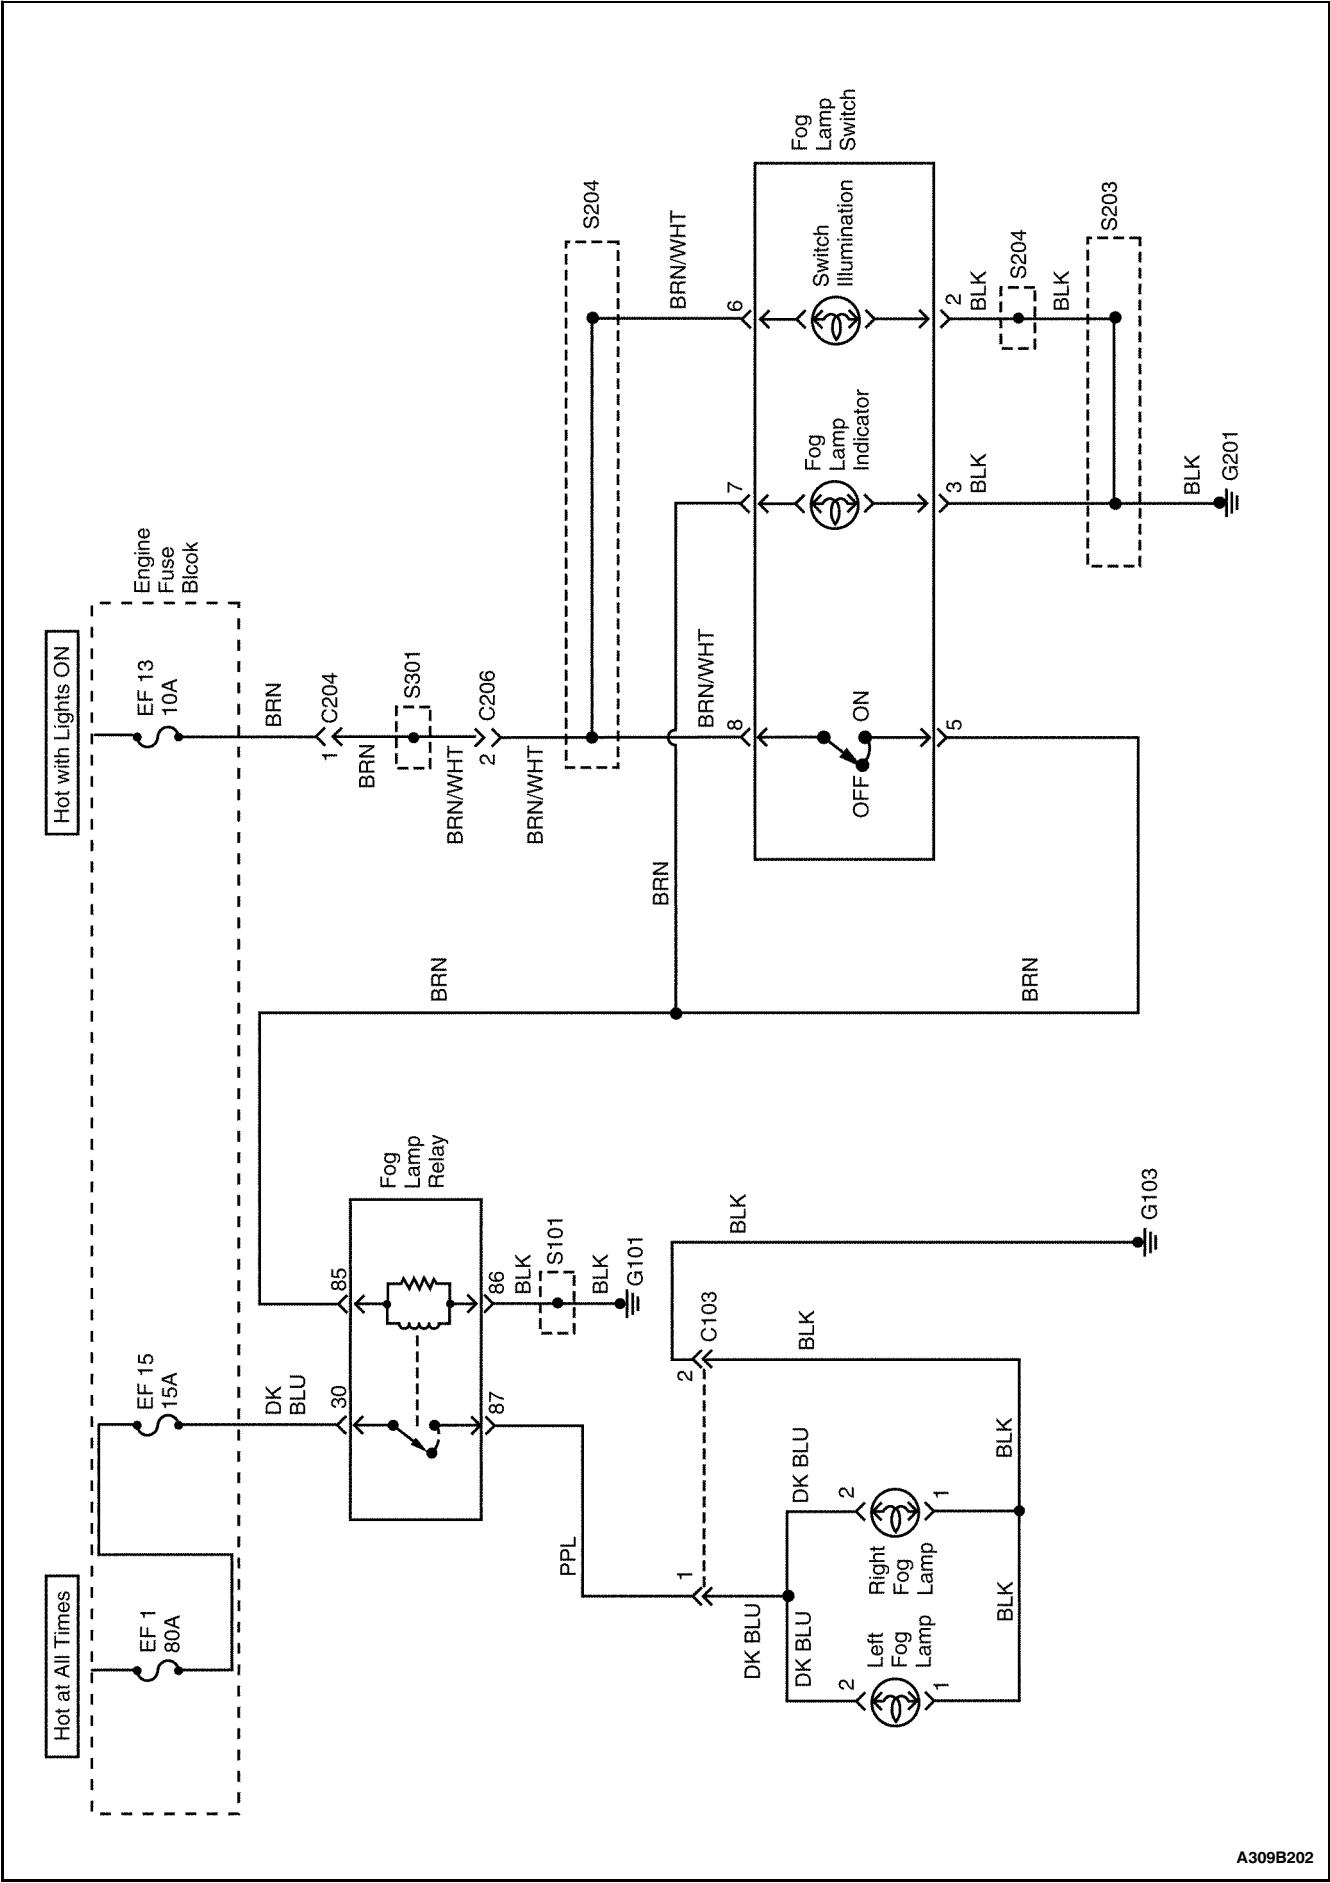 Hot at All Times
Hot with Lights ON
EF 1
80A
EF 15
15A
EF 13
10A
Engine
Fuse
Blcok
DK
BLU
BRN
1
C204
BRN
S301
BRN/WHT
2
C206
BRN/WHT
S204
30
85
Fog
Lamp
Relay
87
86
BLK
S101
BLK
G101
BRN
BRN
BRN/WHT
BRN/WHT
8
7
6
Fog
Lamp
Switch
OFF
ON
Fog
Lamp
Indicator
Switch
Illumination
5
3
2
BLK
BLK
S204
BLK
S203
BRN
BLK
G201
PPL
1
2
C103
BLK
DK BLU
DK BLU
DK BLU
BLK
2
2
Left
Fog
Lamp
Right
Fog
Lamp
1
1
BLK
BLK
G103
A309B202